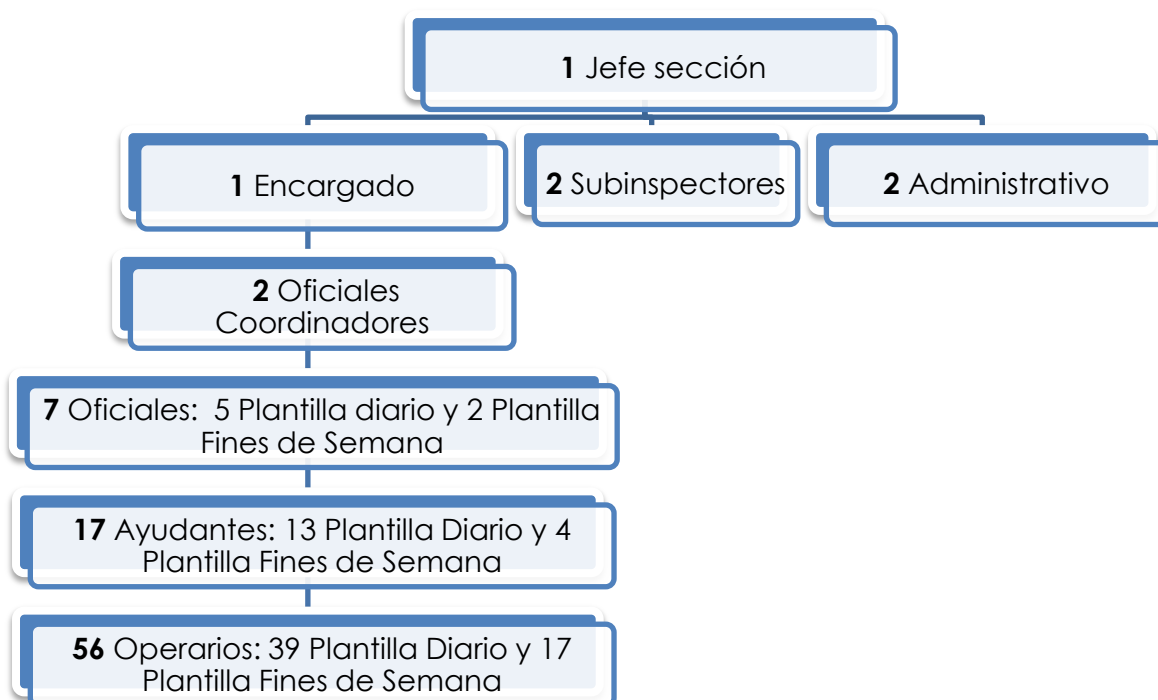 1 Jefe sección
1 Encargado
2 Subinspectores
2 Administrativo
2 Oficiales
Coordinadores
7 Oficiales: 5 Plantilla diario y 2 Plantilla
Fines de Semana
17 Ayudantes: 13 Plantilla Diario y 4
Plantilla Fines de Semana
56 Operarios: 39 Plantilla Diario y 17
Plantilla Fines de Semana